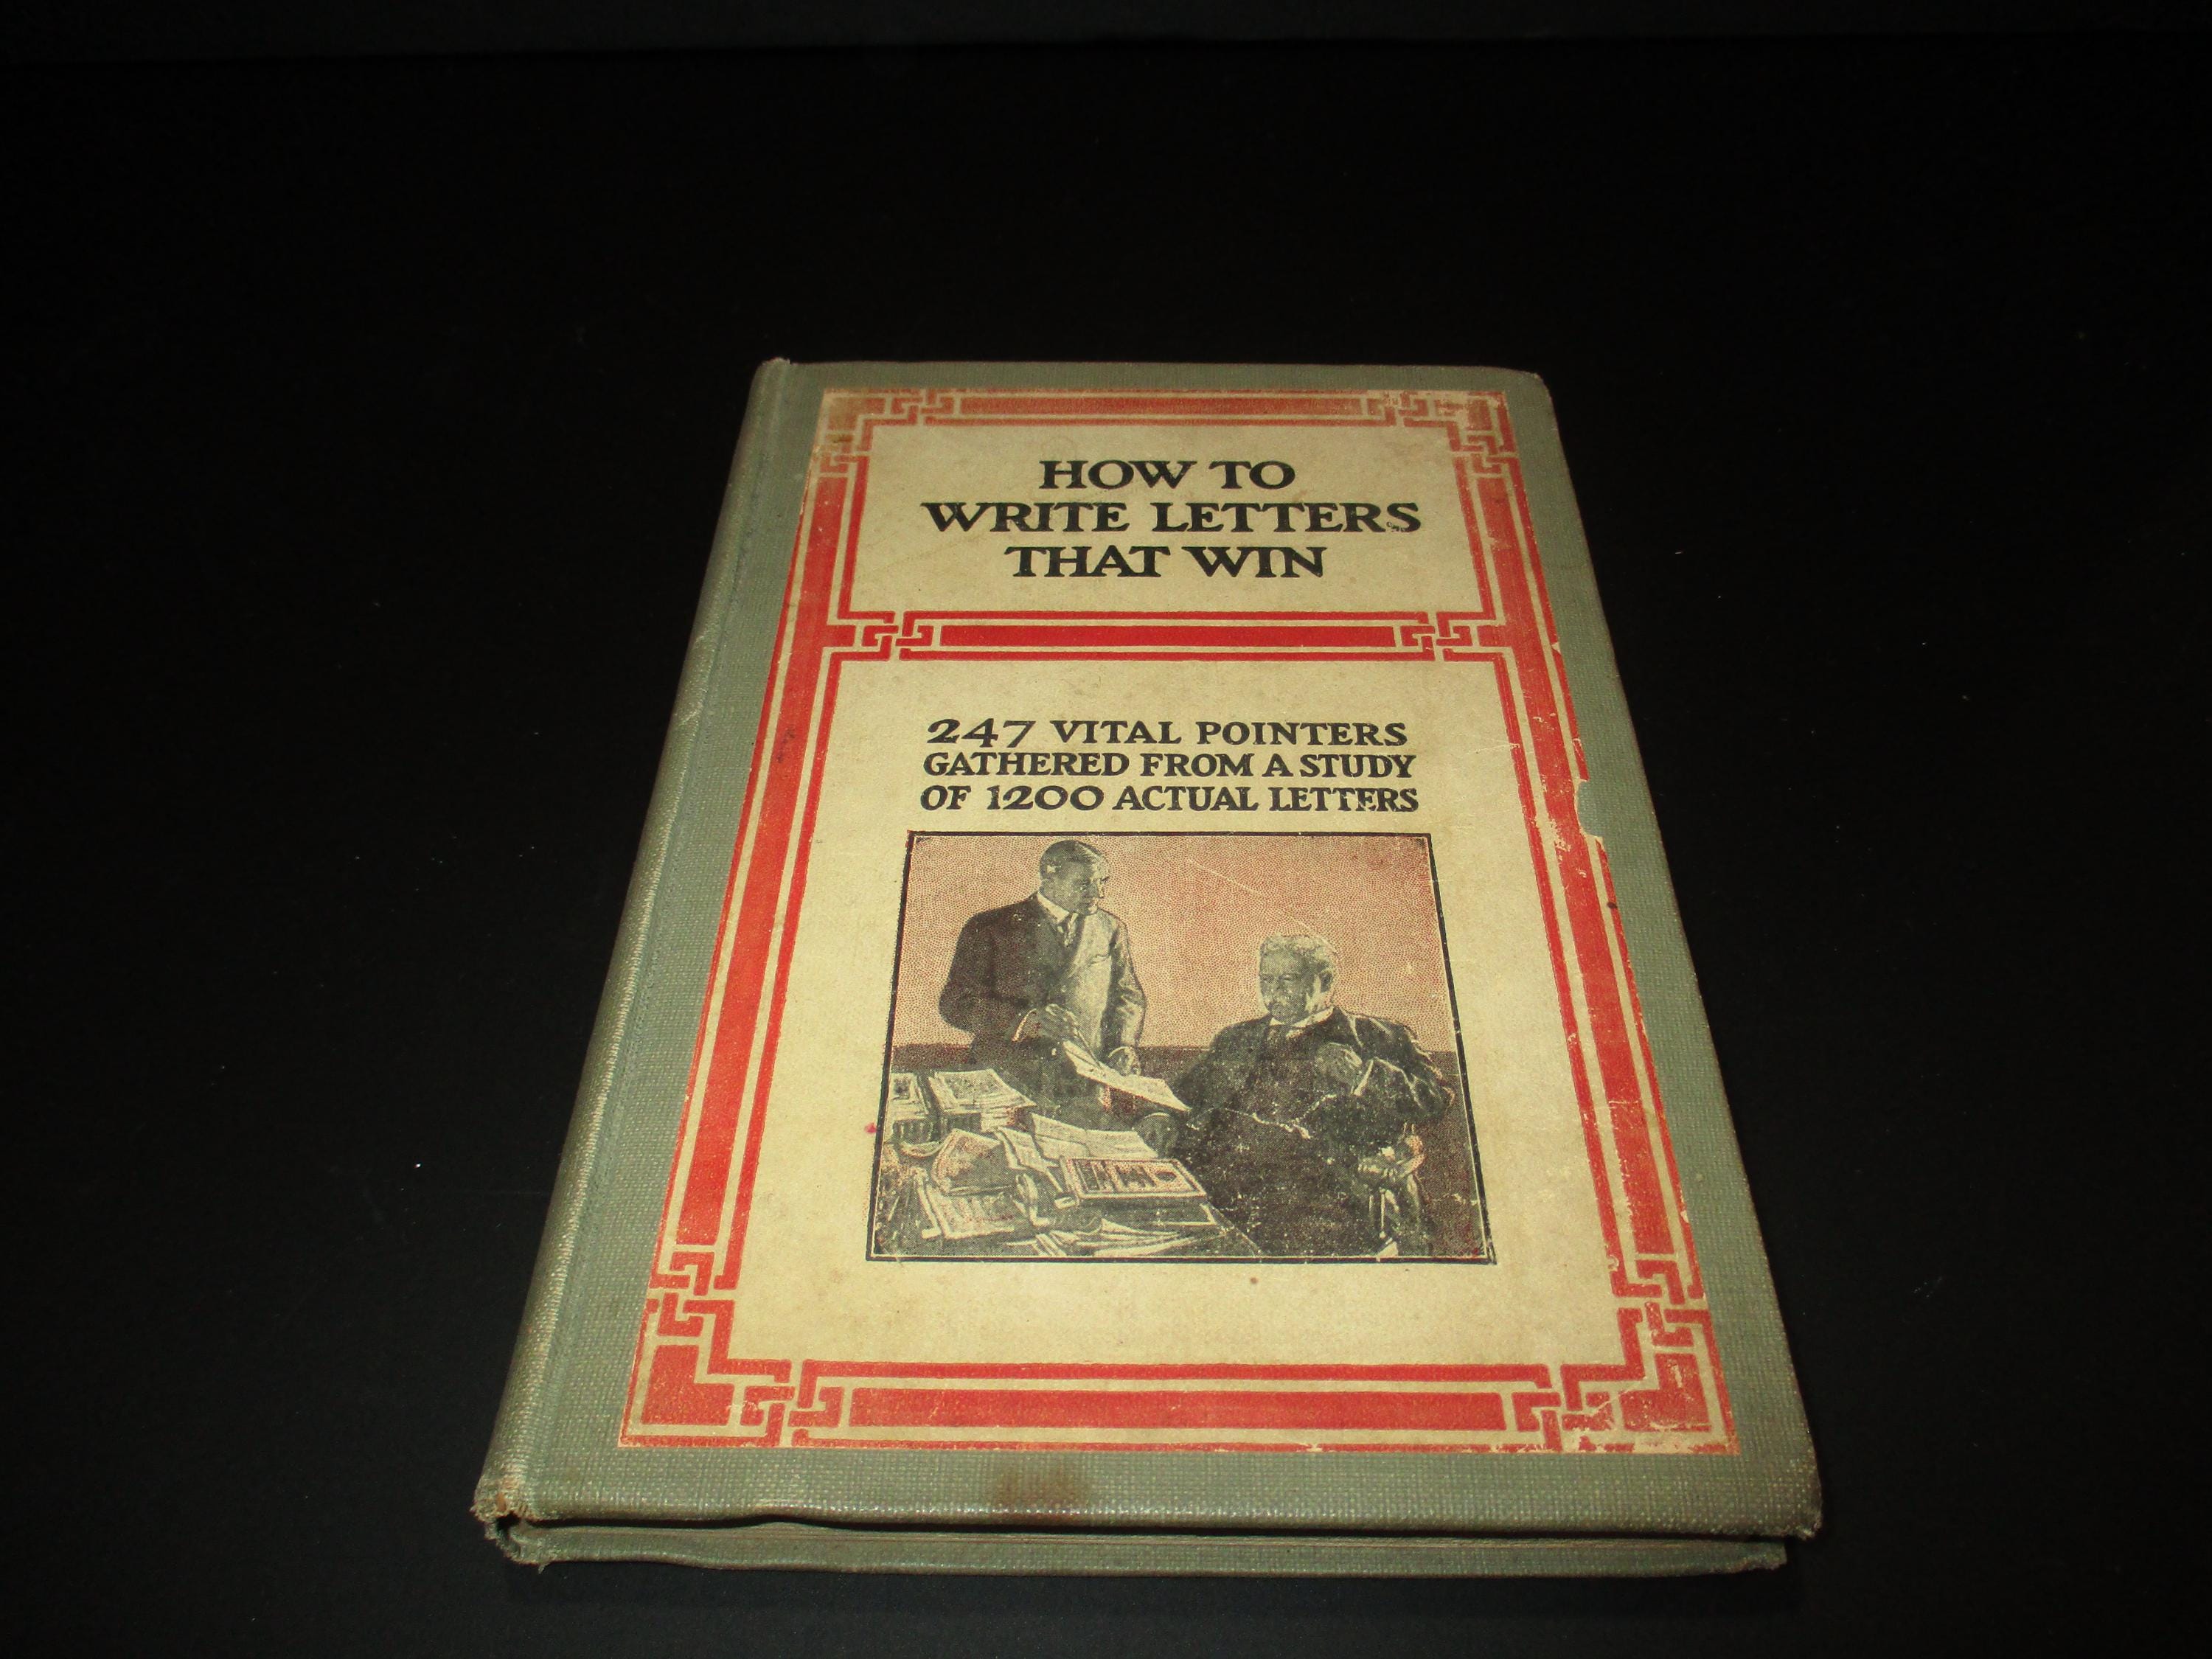 HOW TO
WRITE LETTERS
THAT WIN
247 VITAL POINTERS
GATHERED FROM A STUDY
OF 1200 ACTUAL LETTERS